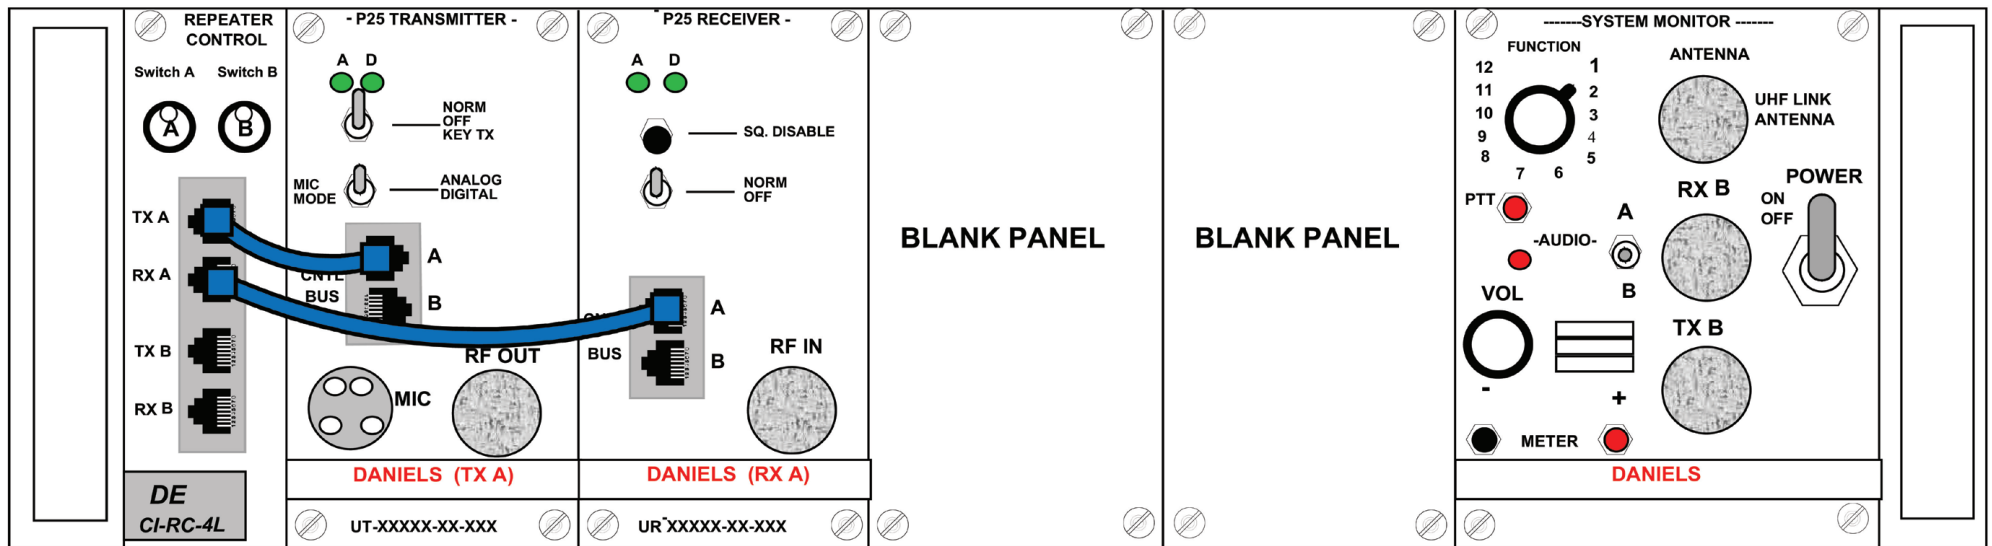 REPEATER
CONTROL
Switch A
Switch B
A
B
TX A
RX A
TX B
RX B
DE
CI-RC-4L
- P25 TRANSMITTER -
A
D
NORM
OFF
KEY TX
MIC
MODE
ANALOG
DIGITAL
A
CNTL
BUS
B
RF OUT
MIC
DANIELS (TX A)
UT-XXXXX-XX-XXX
- P25 RECEIVER -
A
D
SQ. DISABLE
NORM
OFF
A
BUS
B
RF IN
DANIELS (RX A)
UR-XXXXX-XX-XXX
BLANK PANEL
BLANK PANEL
-------SYSTEM MONITOR -------
FUNCTION
12
1
11
2
10
3
9
4
8
5
7
6
ANTENNA
UHF LINK
ANTENNA
PTT
-AUDIO-
A
B
RX B
POWER
ON
OFF
VOL
TX B
-
+
METER
DANIELS